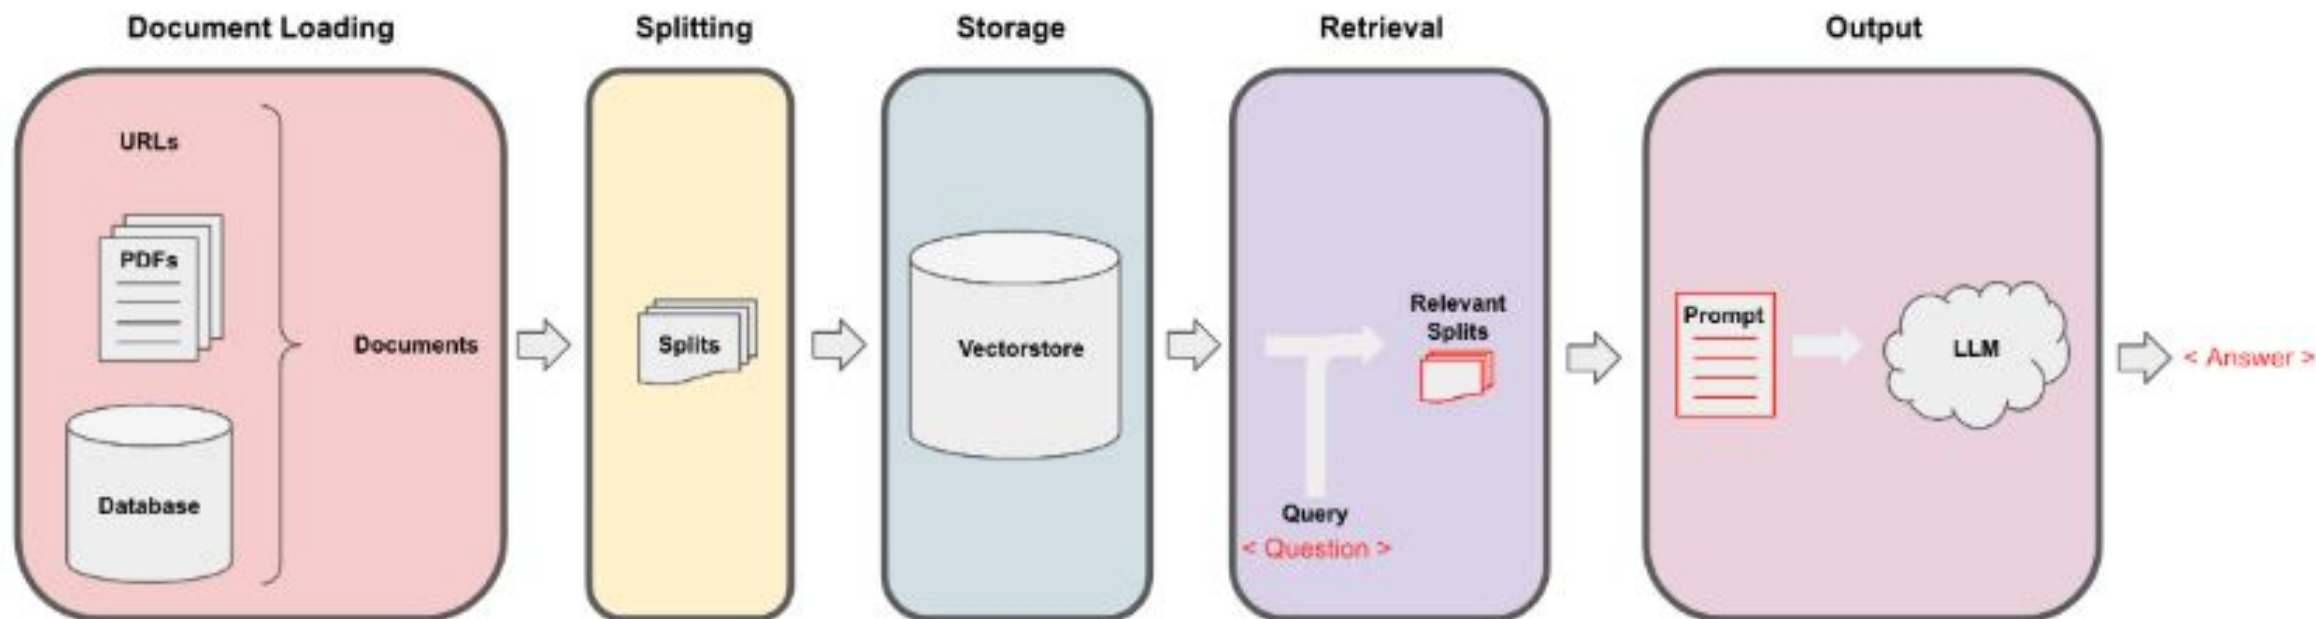 Document Loading
Splitting
Storage
Retrieval
Output
URLs
PDFs
Documents
Database
Splits
Vectorstore
Relevant
Splits
Query
< Question >
Prompt
LLM
< Answer >